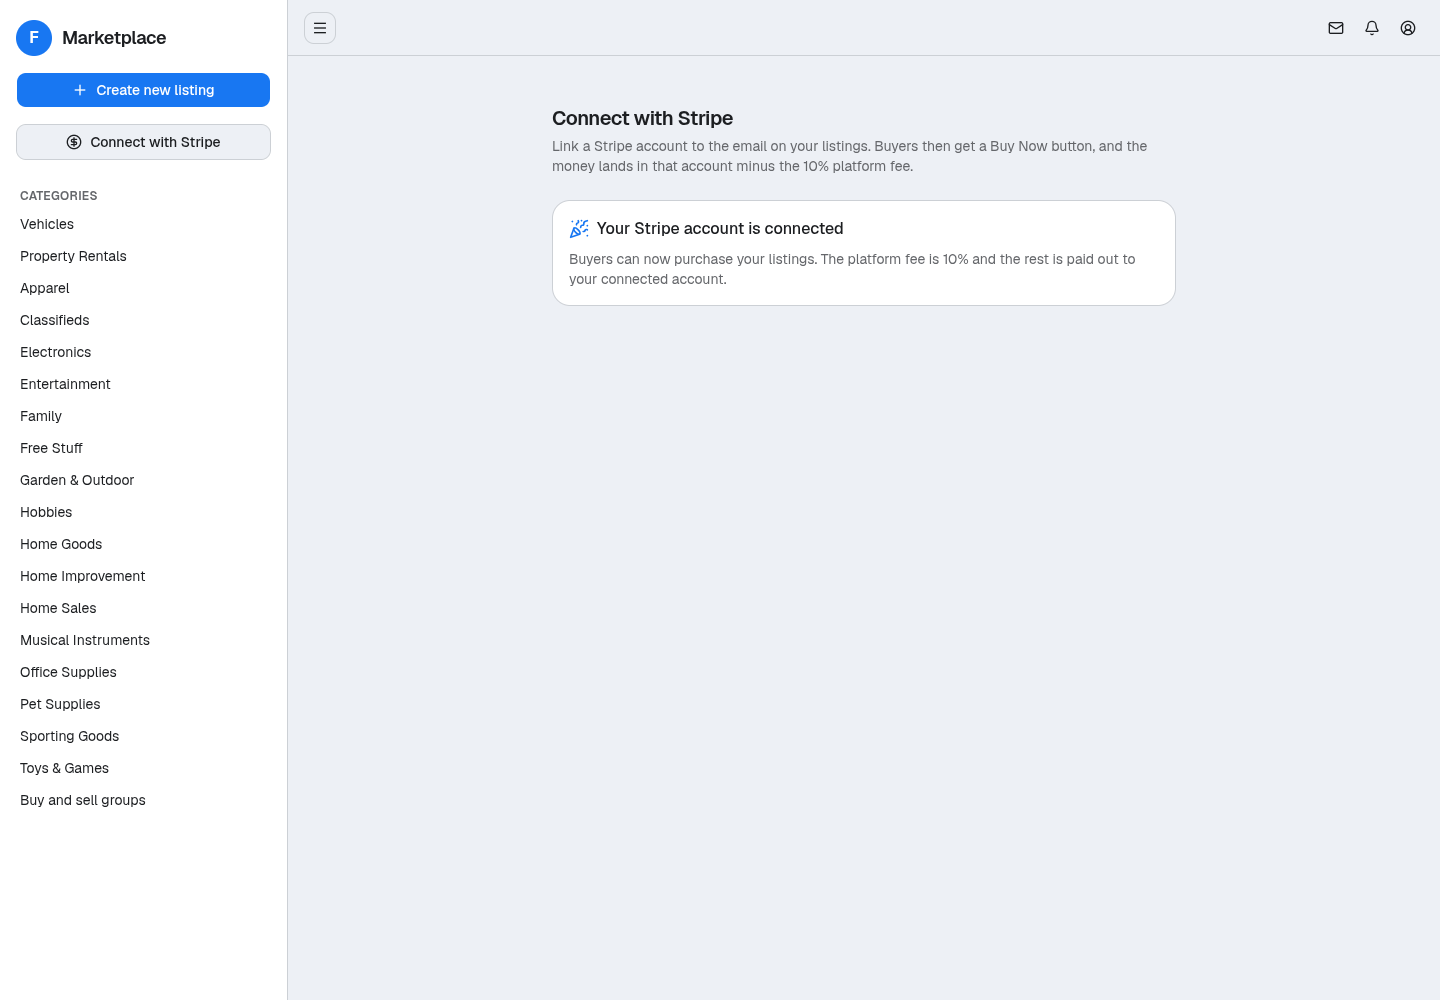 F
Marketplace
Create new listing
Connect with Stripe
CATEGORIES
Vehicles
Property Rentals
Apparel
Classifieds
Electronics
Entertainment
Family
Free Stuff
Garden & Outdoor
Hobbies
Home Goods
Home Improvement
Home Sales
Musical Instruments
Office Supplies
Pet Supplies
Sporting Goods
Toys & Games
Buy and sell groups
Connect with Stripe
Link a Stripe account to the email on your listings. Buyers then get a Buy Now button, and the
money lands in that account minus the 10% platform fee.
Your Stripe account is connected
Buyers can now purchase your listings. The platform fee is 10% and the rest is paid out to
your connected account.